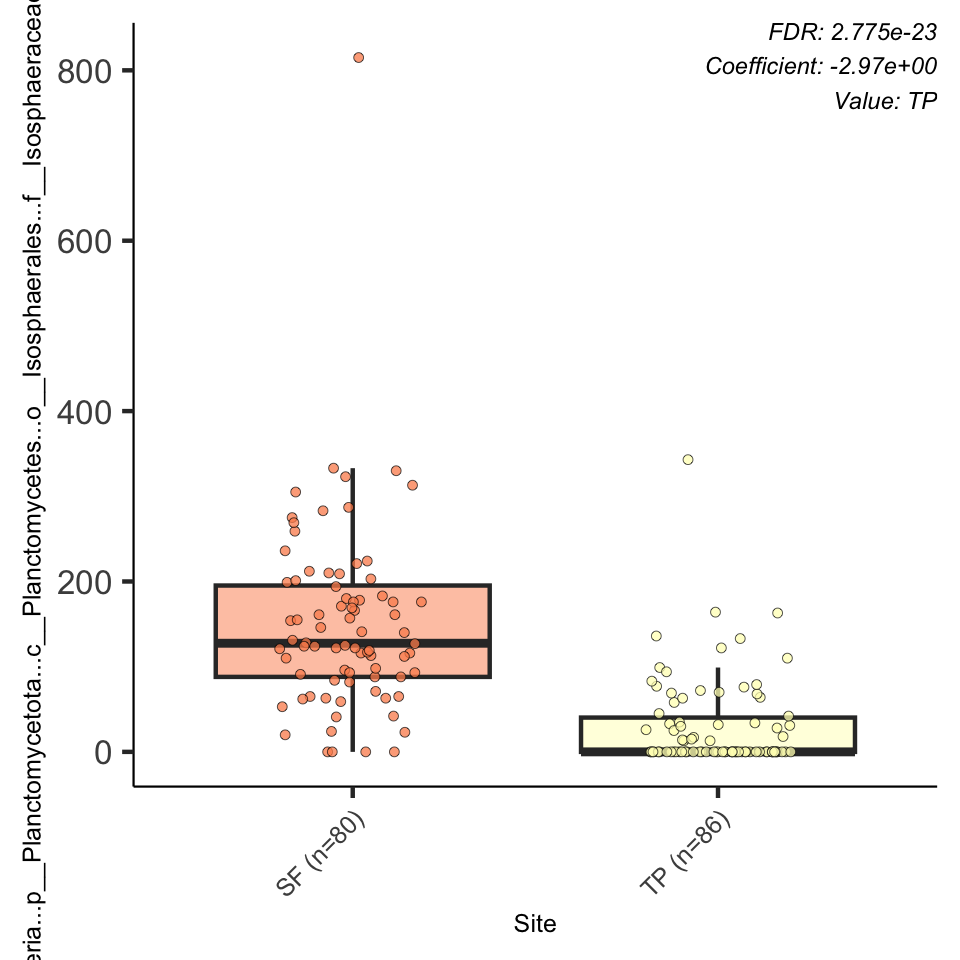 FDR: 2.775e-23
Coefficient: -2.97e+00
Value: TP
800
600
400
200
0
eria...p__Planctomycetota...c__Planctomycetes...o__Isosphaerales...f__Isosphaeraceae
SF (n=80)
TP (n=86)
Site